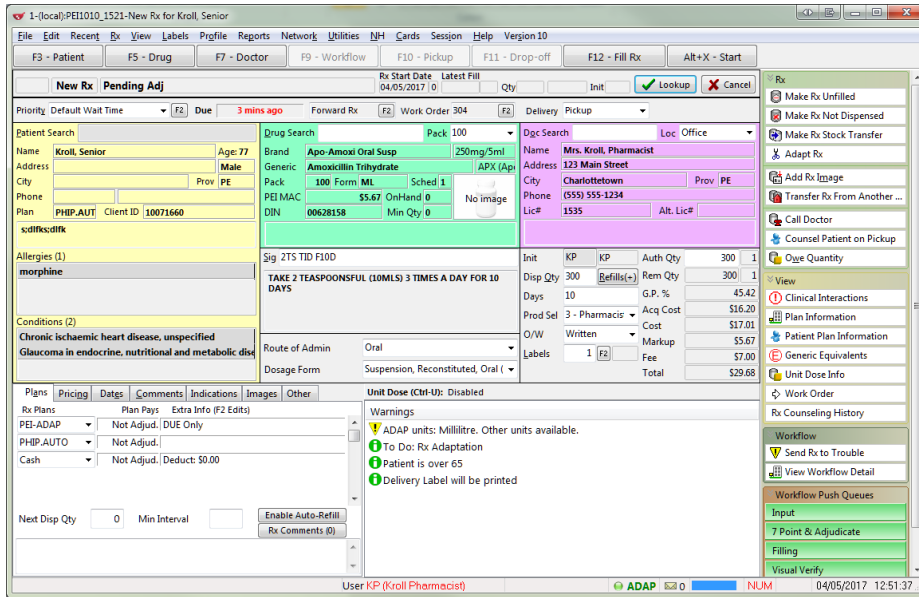 1-(local):PEI1010_1521-New Rx for Kroll, Senior
File Edit Recent Rx View Labels Profile Reports Network Utilities NH Cards Session Help Version 10
F3 - Patient F5 - Drug F7 - Doctor F9 - Workflow F10 - Pickup F11 - Drop-off F12 - Fill Rx Alt+X - Start
New Rx Pending Adj
Rx Start Date Latest Fill
04/05/2017 0 Qty Init Lookup Cancel
Priority Default Wait Time F2 Due 3 mins ago Forward Rx F2 Work Order 304 F2 Delivery Pickup
Patient Search
Name Kroll, Senior Age: 77
Address Male
City Prov PE
Phone
Plan PHIP.AUT Client ID 10071660
s:dlfks;dlfk
Allergies (1)
morphine
Conditions (2)
Chronic ischaemic heart disease, unspecified
Glaucoma in endocrine, nutritional and metabolic dise
Drug Search Pack 100
Brand Apo-Amoxi Oral Susp 250mg/5ml
Generic Amoxicillin Trihydrate APX (Apo
Pack 100 Form ML Sched 1
PEI MAC $5.67 OnHand 0
DIN 00628158 Min Qty 0
No image
Sig 2TS TID F10D
TAKE 2 TEASPOONSFUL (10MLS) 3 TIMES A DAY FOR 10
DAYS
Route of Admin Oral
Dosage Form Suspension, Reconstituted, Oral (
Doc Search Loc Office
Name Mrs. Kroll, Pharmacist
Address 123 Main Street
City Charlottetown Prov PE
Phone (555) 555-1234
Lic# 1535 Alt. Lic#
Init KP KP Auth Qty 300 1
Disp Qty 300 Refills(+) Rem Qty 300 1
Days 10 G.P. % 45.42
Prod Sel 3 - Pharmacis Acq Cost $16.20
Cost $17.01
O/W Written Markup $5.67
Labels 1 F2 Fee $7.00
Total $29.68
Plans Pricing Dates Comments Indications Images Other
Rx Plans Plan Pays Extra Info (F2 Edits)
PEI-ADAP Not Adjud. DUE Only
PHIP.AUTO Not Adjud.
Cash Not Adjud. Deduct: $0.00
Next Disp Qty 0 Min Interval
Enable Auto-Refill
Rx Comments (0)
Unit Dose (Ctrl-U): Disabled
Warnings
ADAP units: Millilitre. Other units available.
To Do: Rx Adaptation
Patient is over 65
Delivery Label will be printed
Rx
Make Rx Unfilled
Make Rx Not Dispensed
Make Rx Stock Transfer
Adapt Rx
Add Rx Image
Transfer Rx From Another ...
Call Doctor
Counsel Patient on Pickup
Owe Quantity
View
Clinical Interactions
Plan Information
Patient Plan Information
Generic Equivalents
Unit Dose Info
Work Order
Rx Counseling History
Workflow
Send Rx to Trouble
View Workflow Detail
Workflow Push Queues
Input
7 Point & Adjudicate
Filling
Visual Verify
User KP (Kroll Pharmacist) ADAP 0 NUM 04/05/2017 12:51:37